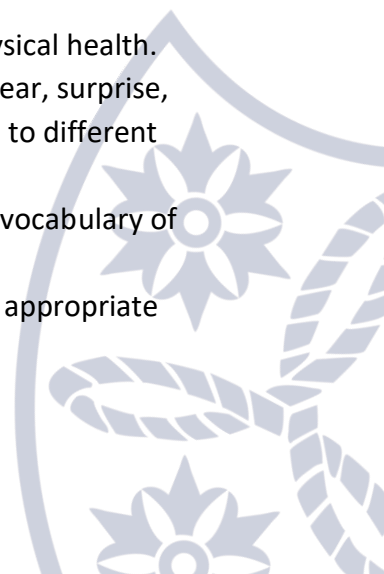 ysical health.
ear, surprise,
to different
vocabulary of
appropriate